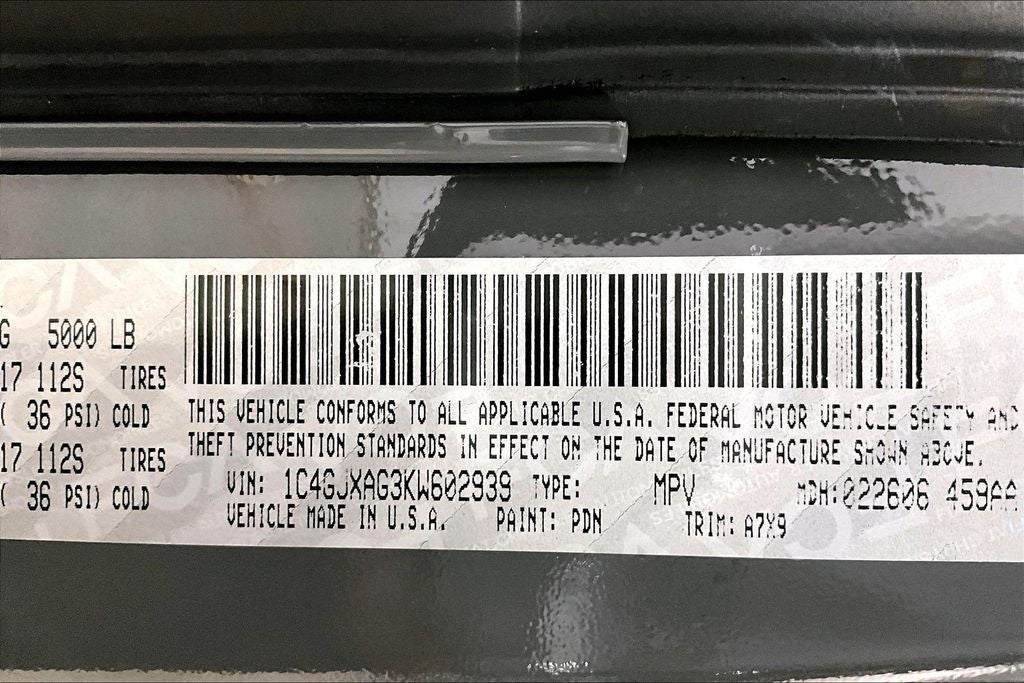 G 5000 LB
17 112S TIRES
( 36 PSI) COLD
17 112S TIRES
( 36 PSI) COLD
THIS VEHICLE CONFORMS TO ALL APPLICABLE U.S.A. FEDERAL MOTOR VEHICLE SAFETY AND
THEFT PREVENTION STANDARDS IN EFFECT ON THE DATE OF MANUFACTURE SHOWN ABOVE.
VIN: 1C4GJXAG3KW602939 TYPE: MPV MDH:022606 459AA
VEHICLE MADE IN U.S.A. PAINT: PDN TRIM: A7X9